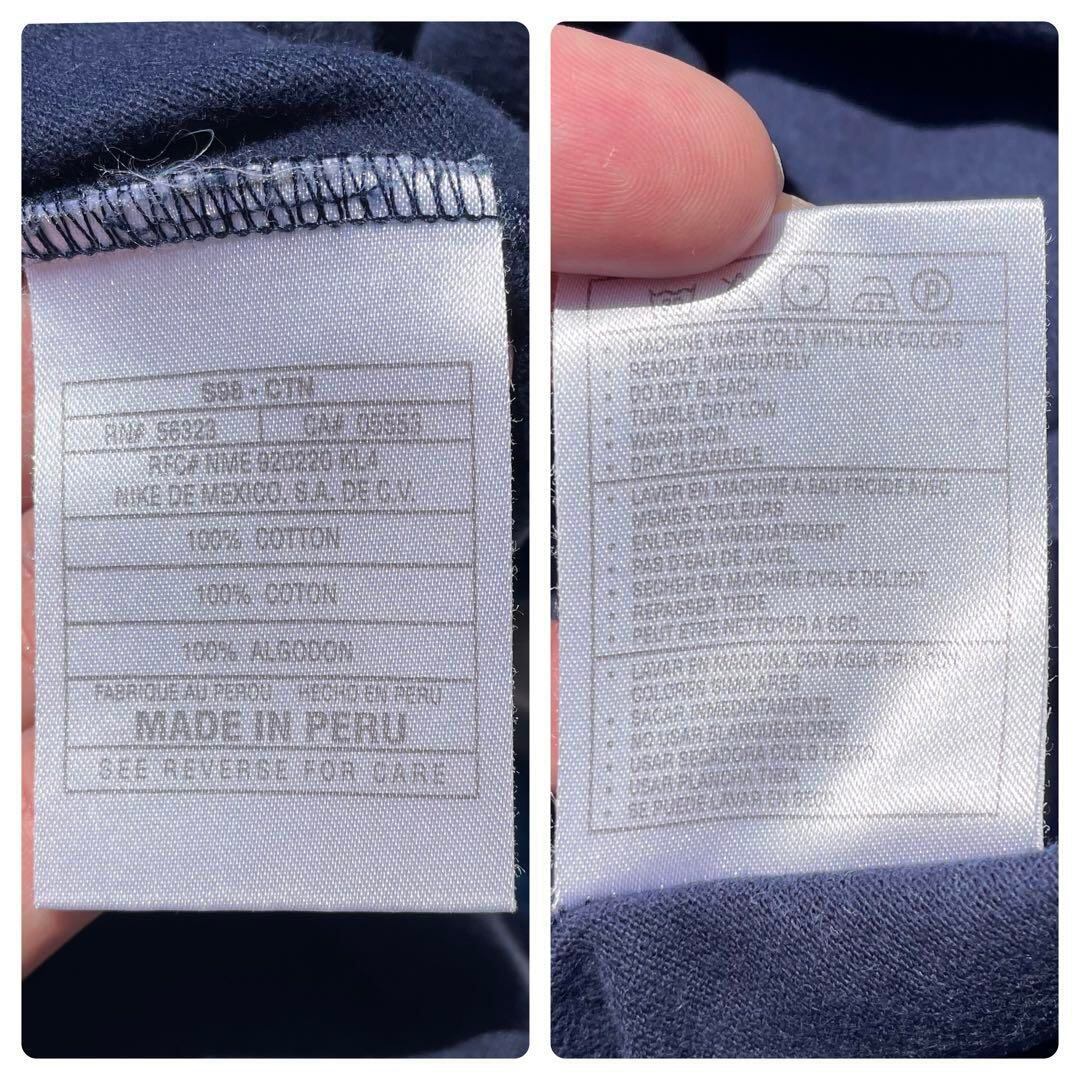 S98 - CTN
RN# 56323 CA# 05553
RFC# NME 920220 KL4
NIKE DE MEXICO, S.A. DE C.V.
100% COTTON
100% COTON
100% ALGODON
FABRIQUE AU PEROU HECHO EN PERU
MADE IN PERU
SEE REVERSE FOR CARE
P
• MACHINE WASH COLD WITH LIKE COLORS
• REMOVE IMMEDIATELY
• DO NOT BLEACH
• TUMBLE DRY LOW
• WARM IRON
• DRY CLEANABLE
• LAVER EN MACHINE A EAU FROIDE AVEC
MEMES COULEURS
• ENLEVER IMMEDIATEMENT
• PAS D'EAU DE JAVEL
• SECHER EN MACHINE CYCLE DELICAT
• REPASSER TIEDE
• PEUT ETRE NETTOYER A SEC
• LAVAR EN MAQUINA CON AGUA FRIA
COLORES SIMILARES
• SACAR IMMEDIATAMENTE
• NO USAR BLANQUEADORES
• USAR SECADORA CICLO LENTO
• USAR PLANCHA TIBIA
• SE PUEDE LAVAR EN SECO